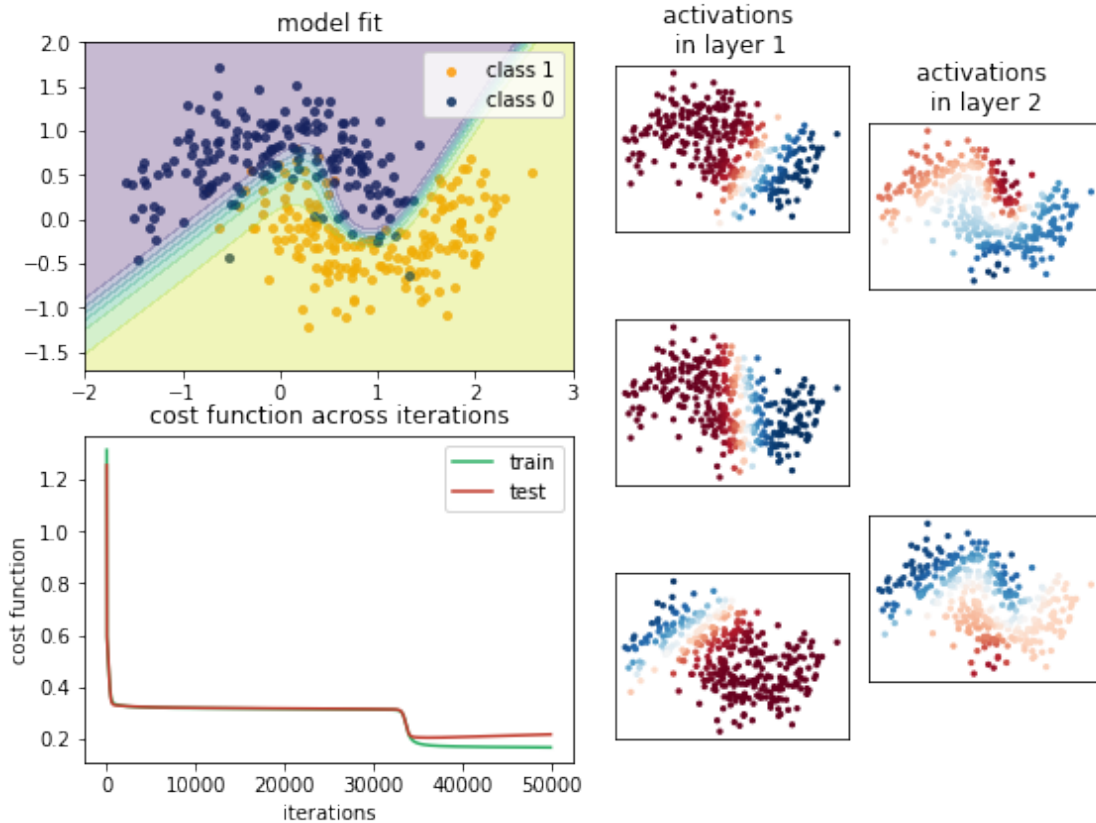 model fit
2.0
1.5
1.0
0.5
0.0
−0.5
−1.0
−1.5
−2
−1
0
1
2
3
class 1
class 0
cost function across iterations
1.2
1.0
0.8
0.6
0.4
0.2
cost function
0
10000
20000
30000
40000
50000
iterations
train
test
activations
in layer 1
activations
in layer 2